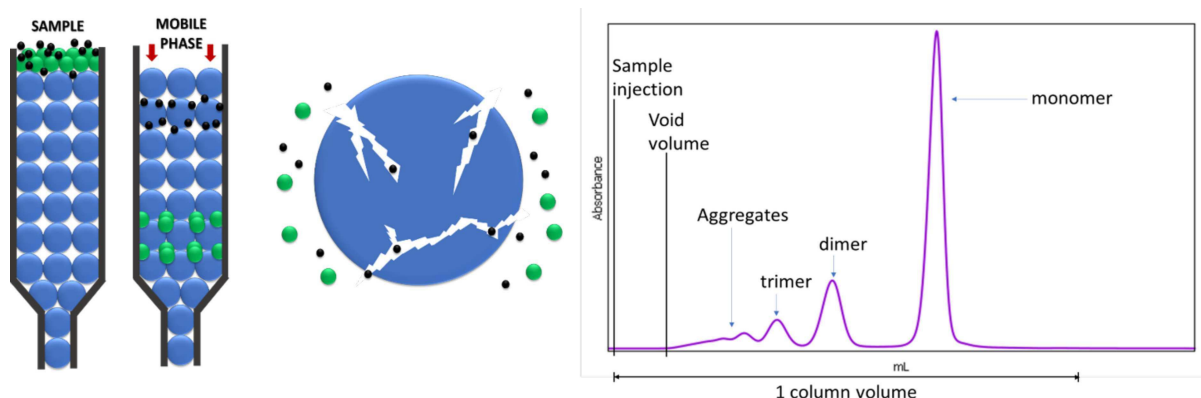 SAMPLE
MOBILE
PHASE
Sample
injection
Void
volume
Aggregates
trimer
dimer
monomer
Absorbance
mL
1 column volume